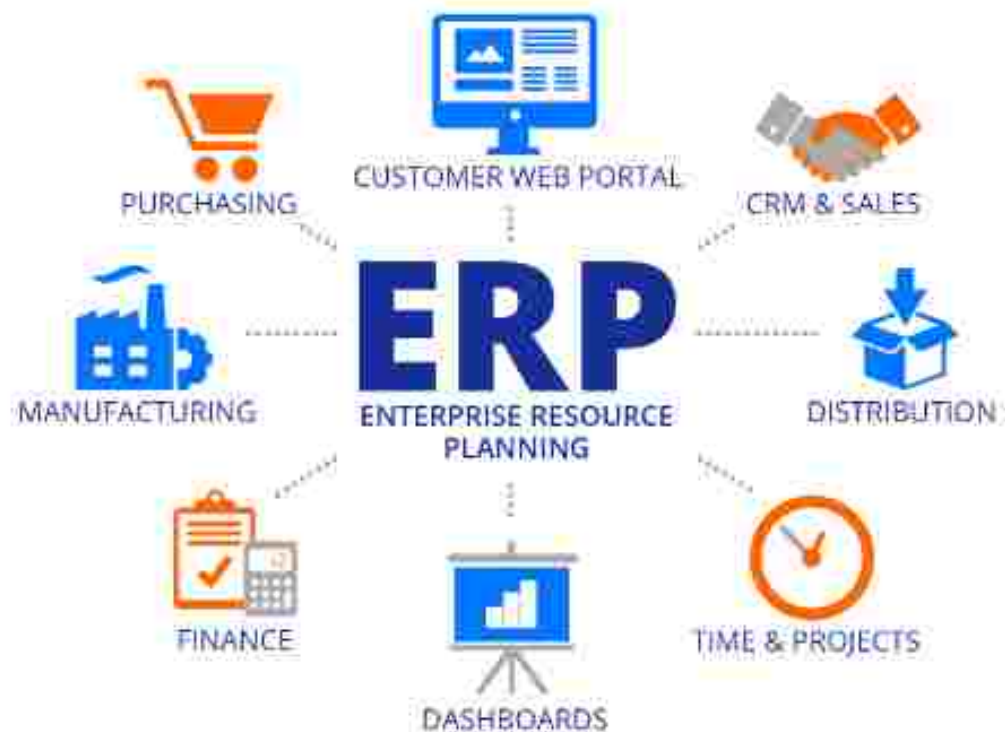 CUSTOMER WEB PORTAL
PURCHASING
CRM & SALES
ERP
ENTERPRISE RESOURCE
PLANNING
MANUFACTURING
DISTRIBUTION
FINANCE
TIME & PROJECTS
DASHBOARDS